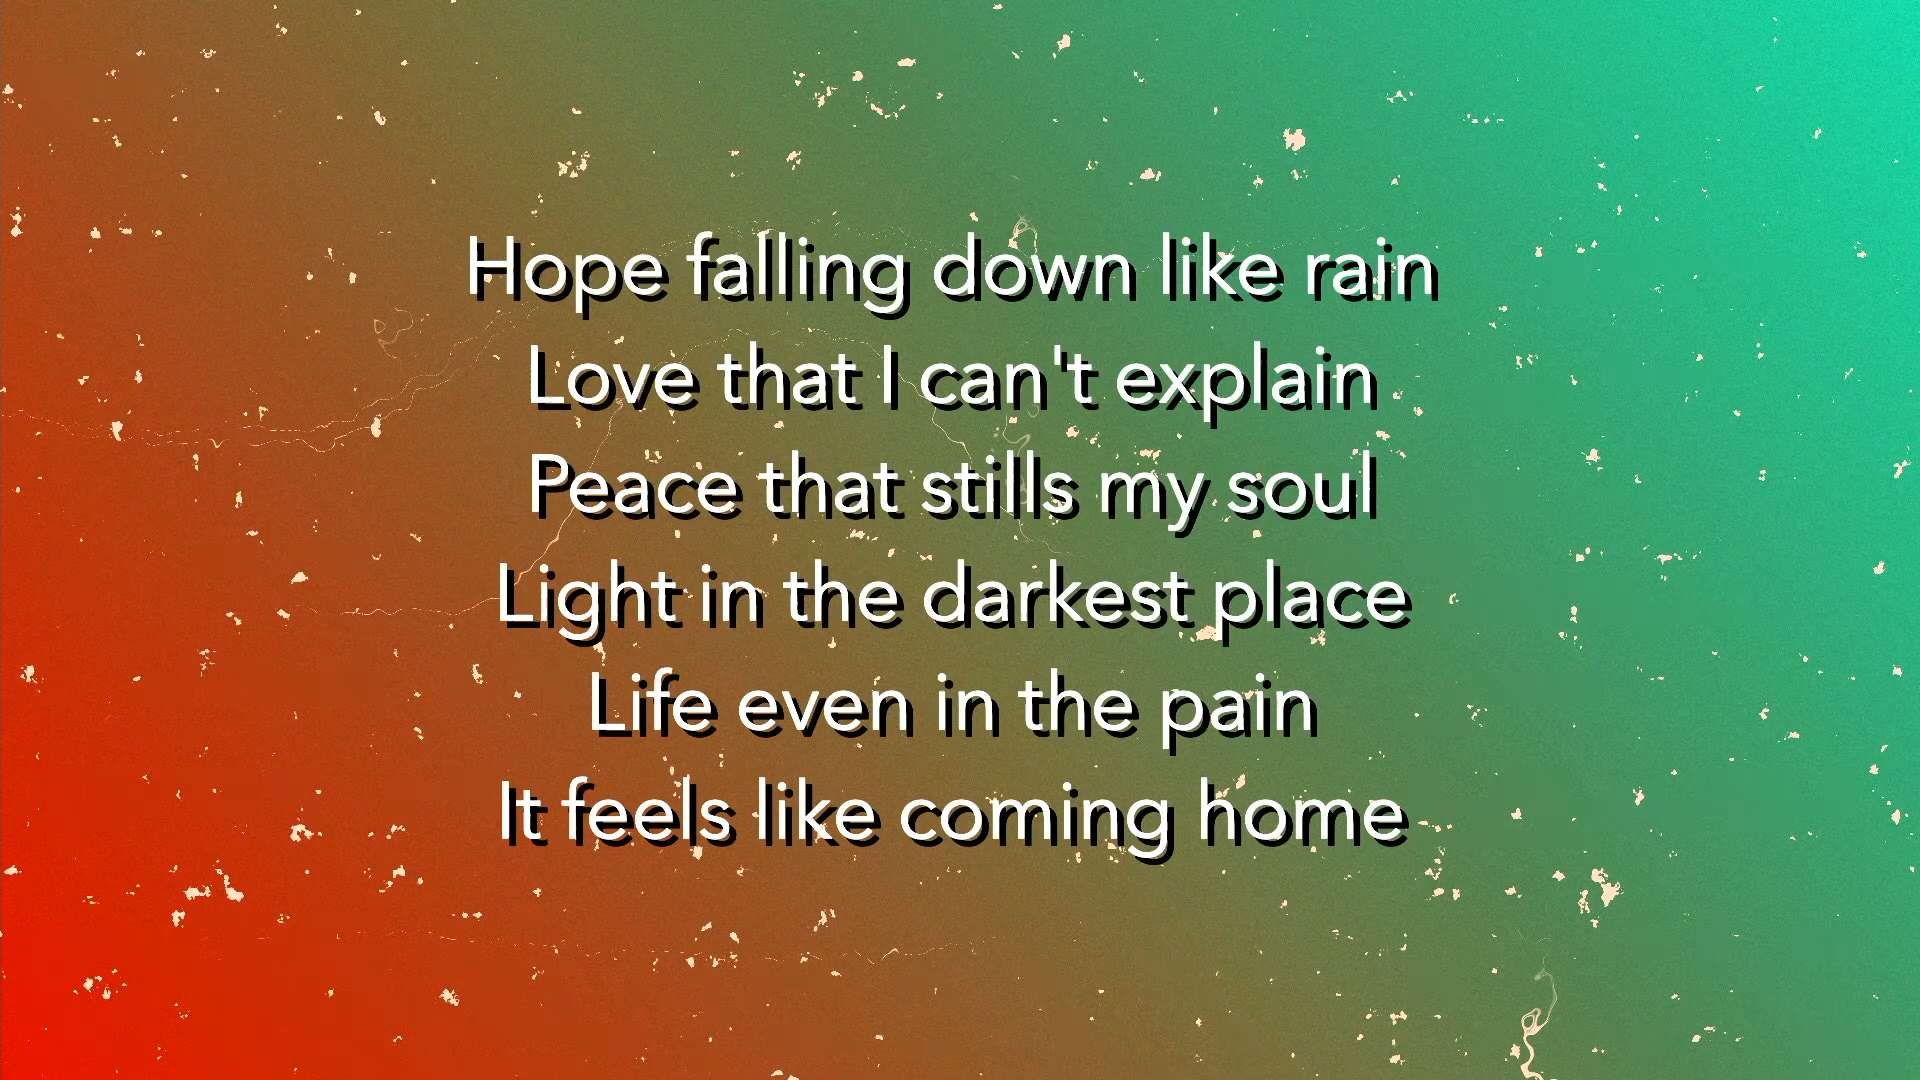 Hope falling down like rain
Love that I can't explain
Peace that stills my soul
Light in the darkest place
Life even in the pain
It feels like coming home